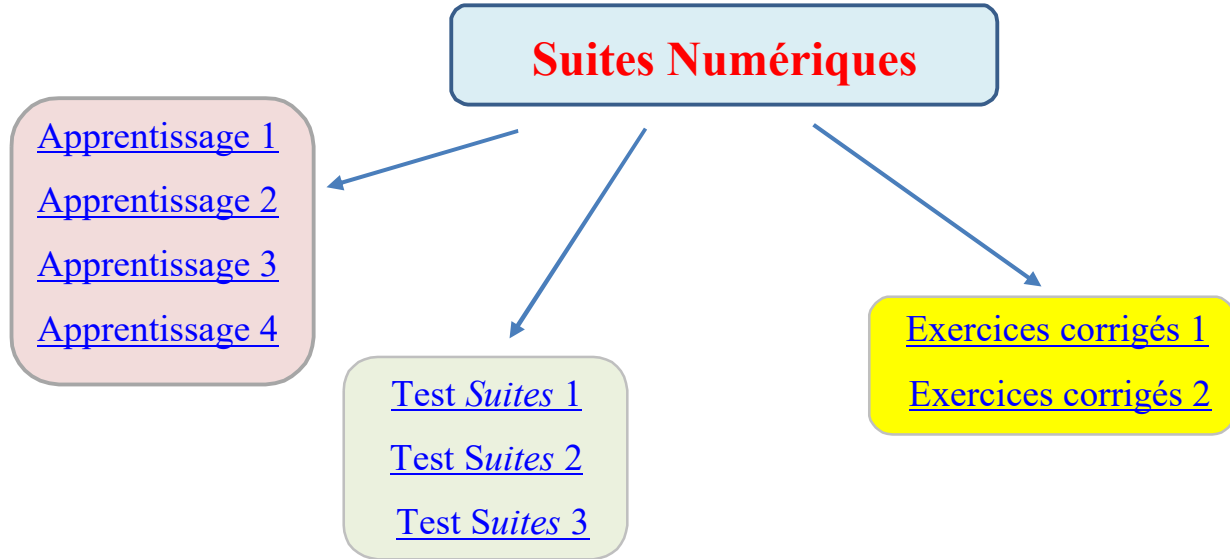 Suites Numériques
Apprentissage 1
Apprentissage 2
Apprentissage 3
Apprentissage 4
Test Suites 1
Test Suites 2
Test Suites 3
Exercices corrigés 1
Exercices corrigés 2